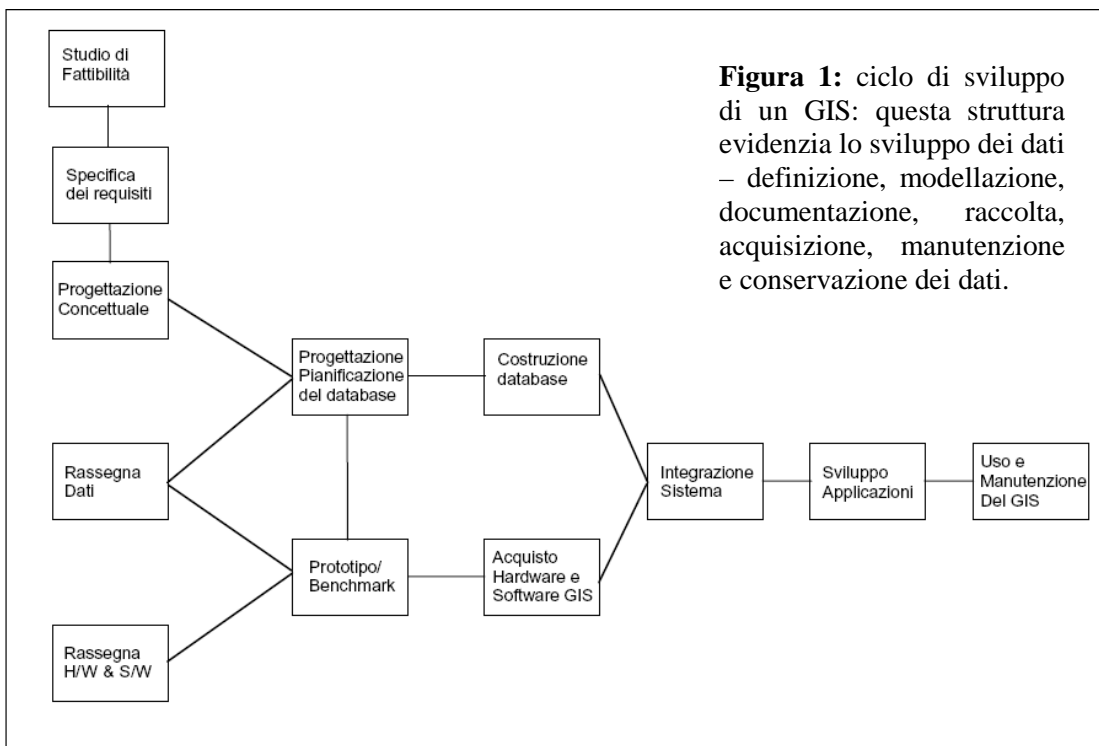 Studio di
Fattibilità
Figura 1: ciclo di sviluppo
di un GIS: questa struttura
evidenzia lo sviluppo dei dati
– definizione, modellazione,
documentazione, raccolta,
acquisizione, manutenzione
e conservazione dei dati.
Specifica
dei requisiti
Progettazione
Concettuale
Progettazione
Pianificazione
del database
Costruzione
database
Rassegna
Dati
Integrazione
Sistema
Sviluppo
Applicazioni
Uso e
Manutenzione
Del GIS
Prototipo/
Benchmark
Acquisto
Hardware e
Software GIS
Rassegna
H/W & S/W